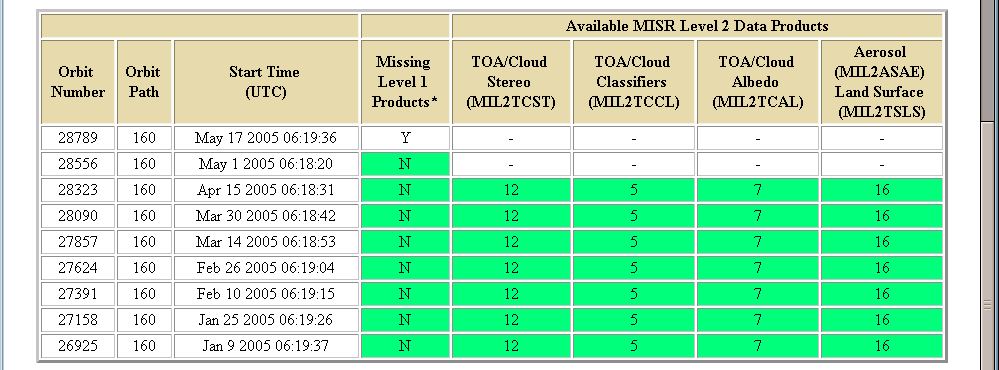 Available MISR Level 2 Data Products
Orbit Number
Orbit Path
Start Time (UTC)
Missing Level 1 Products*
TOA/Cloud Stereo (MIL2TCST)
TOA/Cloud Classifiers (MIL2TCCL)
TOA/Cloud Albedo (MIL2TCAL)
Aerosol (MIL2ASAE) Land Surface (MIL2TSLS)
28789 160 May 17 2005 06:19:36 Y - - - -
28556 160 May 1 2005 06:18:20 N - - - -
28323 160 Apr 15 2005 06:18:31 N 12 5 7 16
28090 160 Mar 30 2005 06:18:42 N 12 5 7 16
27857 160 Mar 14 2005 06:18:53 N 12 5 7 16
27624 160 Feb 26 2005 06:19:04 N 12 5 7 16
27391 160 Feb 10 2005 06:19:15 N 12 5 7 16
27158 160 Jan 25 2005 06:19:26 N 12 5 7 16
26925 160 Jan 9 2005 06:19:37 N 12 5 7 16